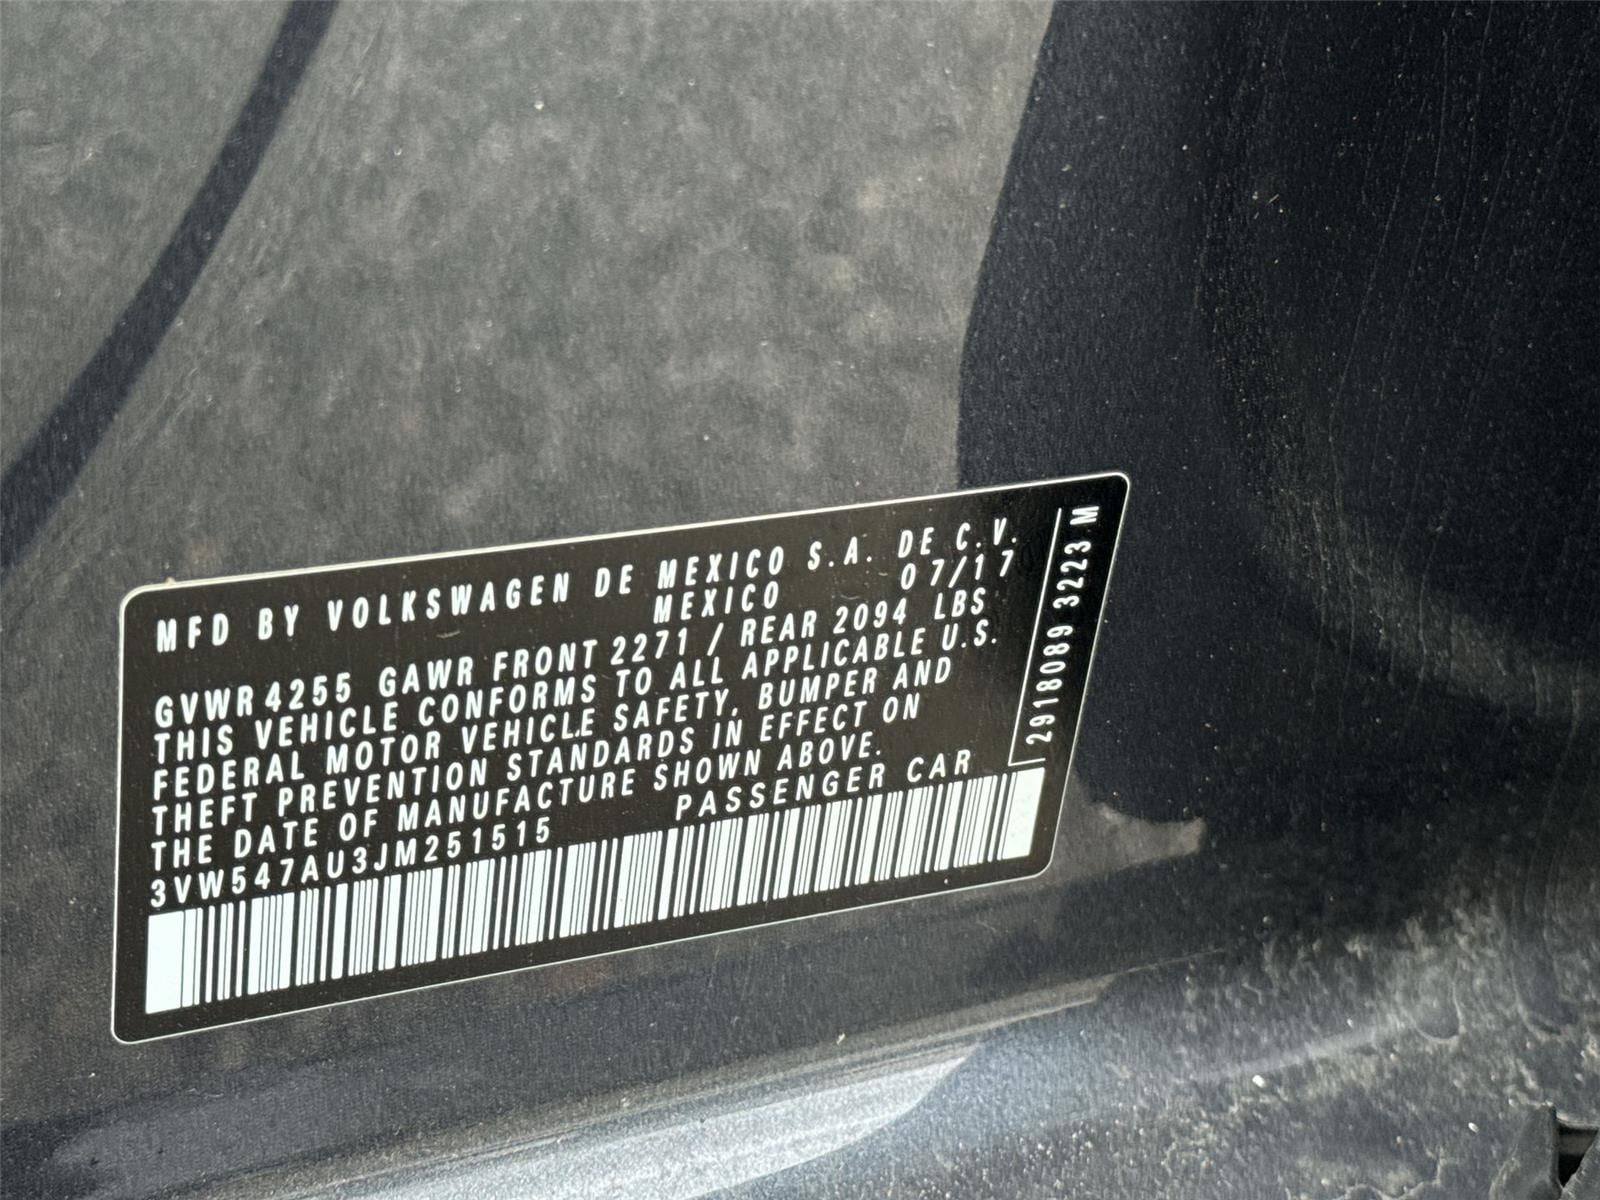 MFD BY VOLKSWAGEN DE MEXICO S.A. DE C.V.
MEXICO 07/17
GVWR 4255 GAWR FRONT 2271 / REAR 2094 LBS
THIS VEHICLE CONFORMS TO ALL APPLICABLE U.S.
FEDERAL MOTOR VEHICLE SAFETY, BUMPER AND
THEFT PREVENTION STANDARDS IN EFFECT ON
THE DATE OF MANUFACTURE SHOWN ABOVE.
3VW547AU3JM251515 PASSENGER CAR
2918089 3223 M